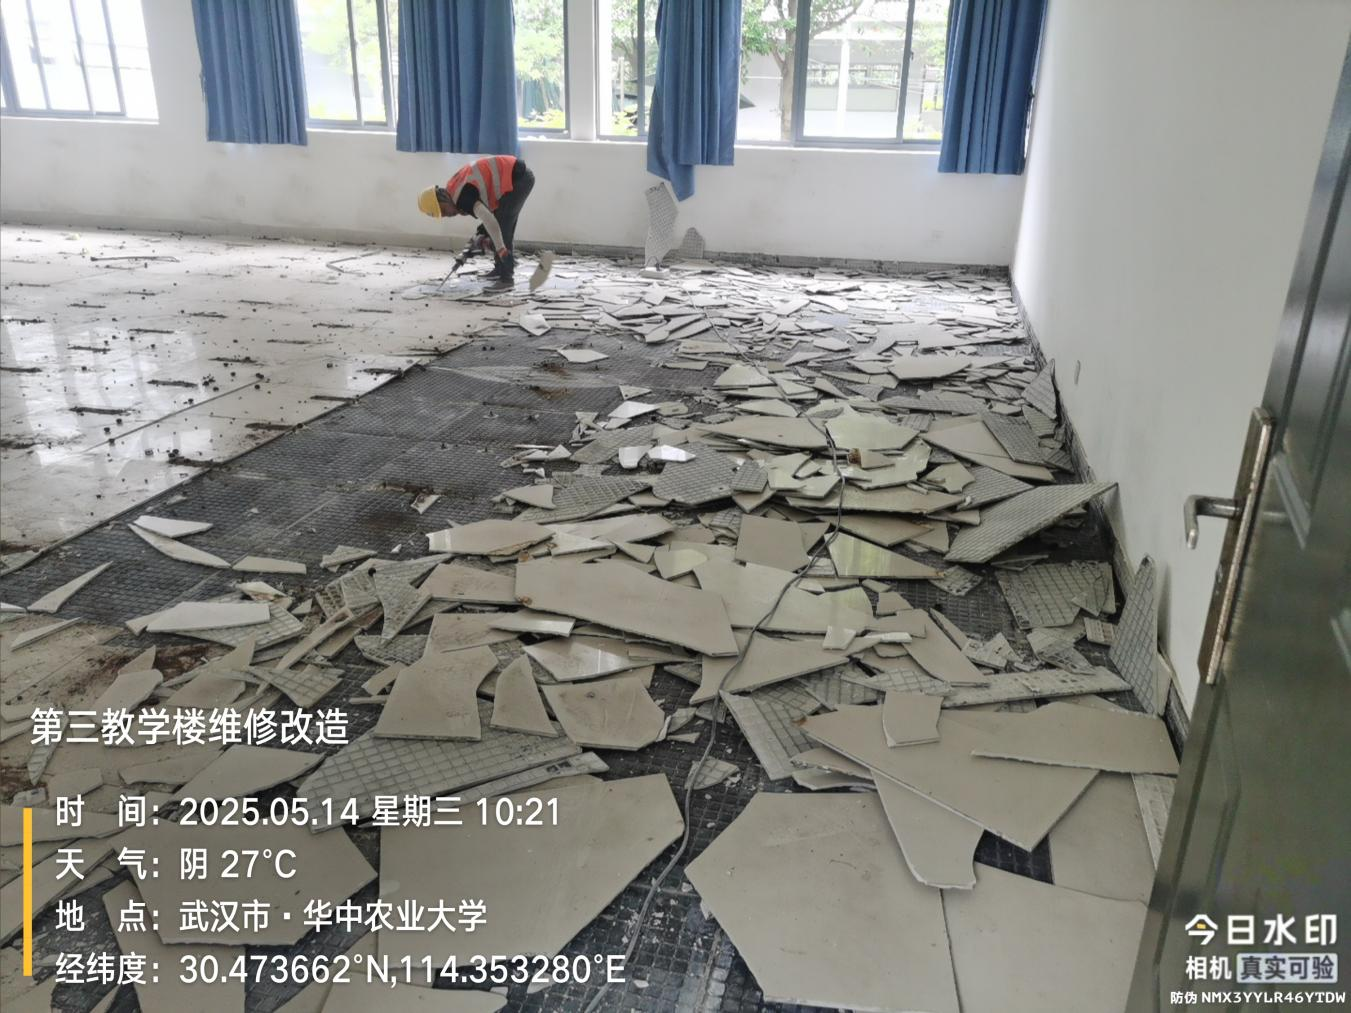 第三教学楼维修改造
时 间：2025.05.14 星期三 10:21
天 气：阴 27°C
地 点：武汉市·华中农业大学
经纬度：30.473662°N,114.353280°E
今日水印
相机 真实可验
防伪 NMX3YYLR46YTDW